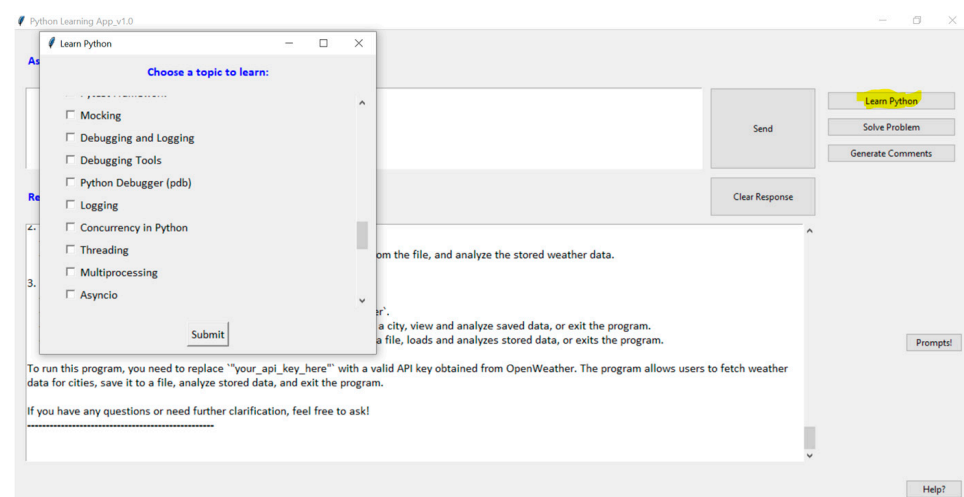 Python Learning App_v1.0
Learn Python
As
Choose a topic to learn:
Mocking
Debugging and Logging
Debugging Tools
Python Debugger (pdb)
Logging
Concurrency in Python
Threading
Multiprocessing
Asyncio
Submit
Send
Learn Python
Solve Problem
Generate Comments
Re
Clear Response
2.
om the file, and analyze the stored weather data.
3.
er`.
a city, view and analyze saved data, or exit the program.
a file, loads and analyzes stored data, or exits the program.
Prompts!
To run this program, you need to replace `"your_api_key_here"` with a valid API key obtained from OpenWeather. The program allows users to fetch weather
data for cities, save it to a file, analyze stored data, and exit the program.
If you have any questions or need further clarification, feel free to ask!
--------------------------------------------------
Help?